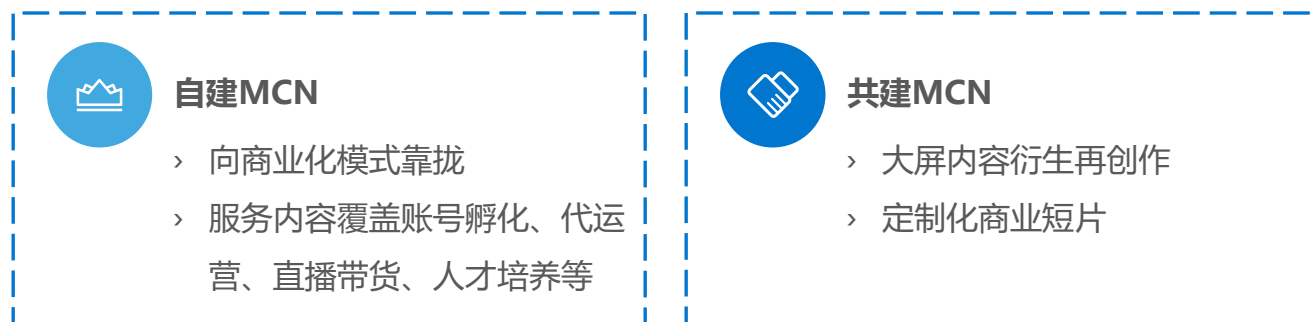 自建MCN
› 向商业化模式靠拢
› 服务内容覆盖账号孵化、代运
营、直播带货、人才培养等
共建MCN
› 大屏内容衍生再创作
› 定制化商业短片